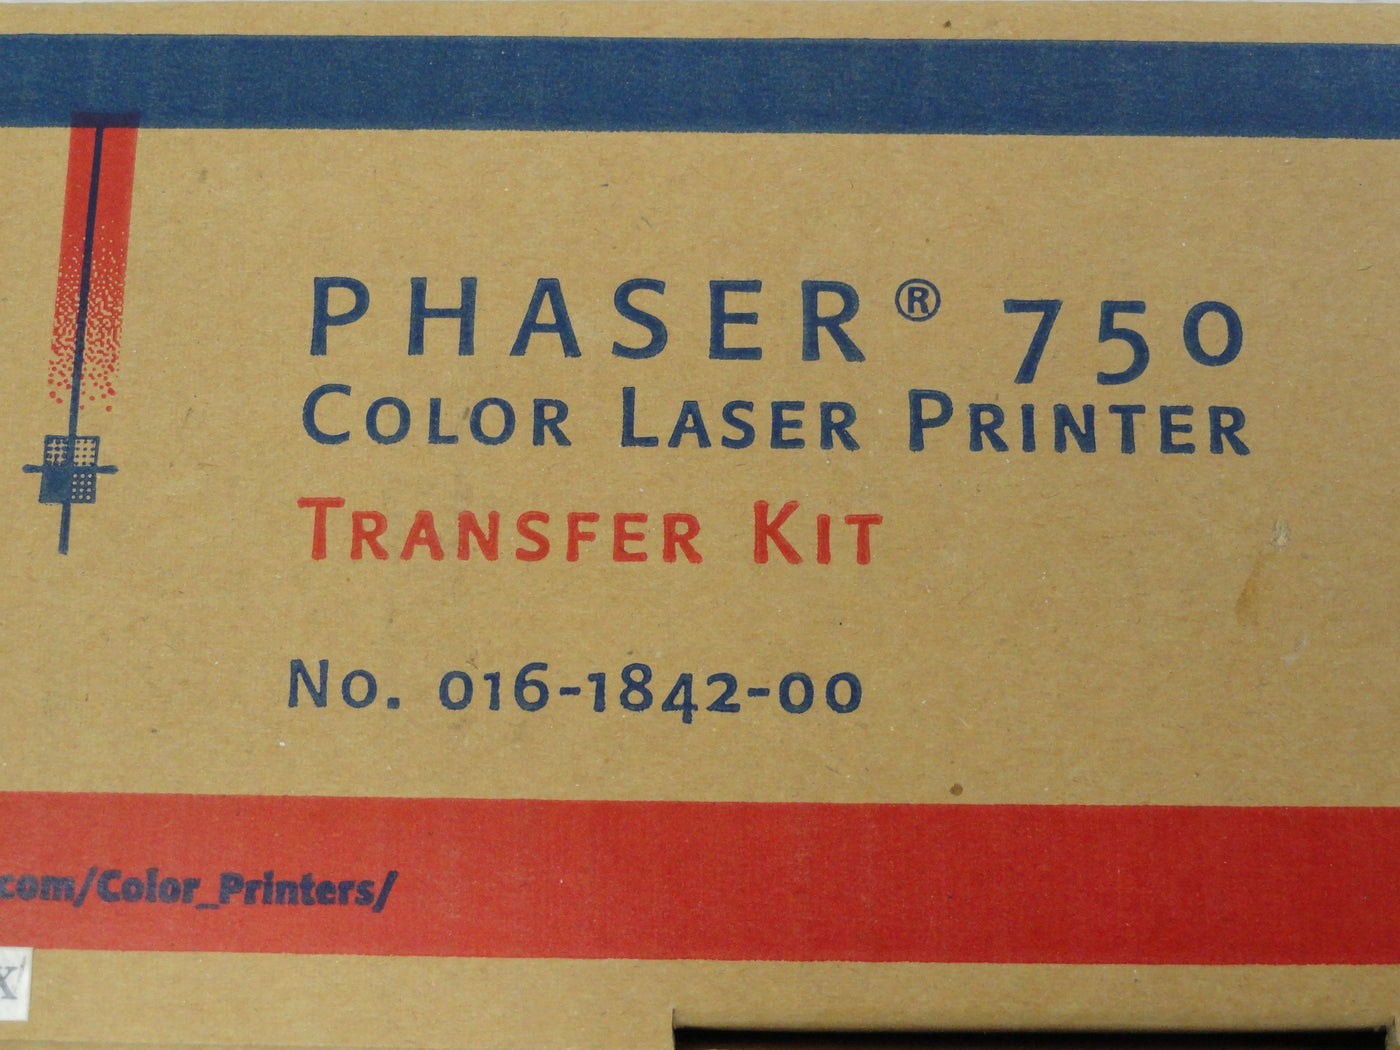 PHASER® 750
COLOR LASER PRINTER
TRANSFER KIT
No. 016-1842-00
com/Color_Printers/
X